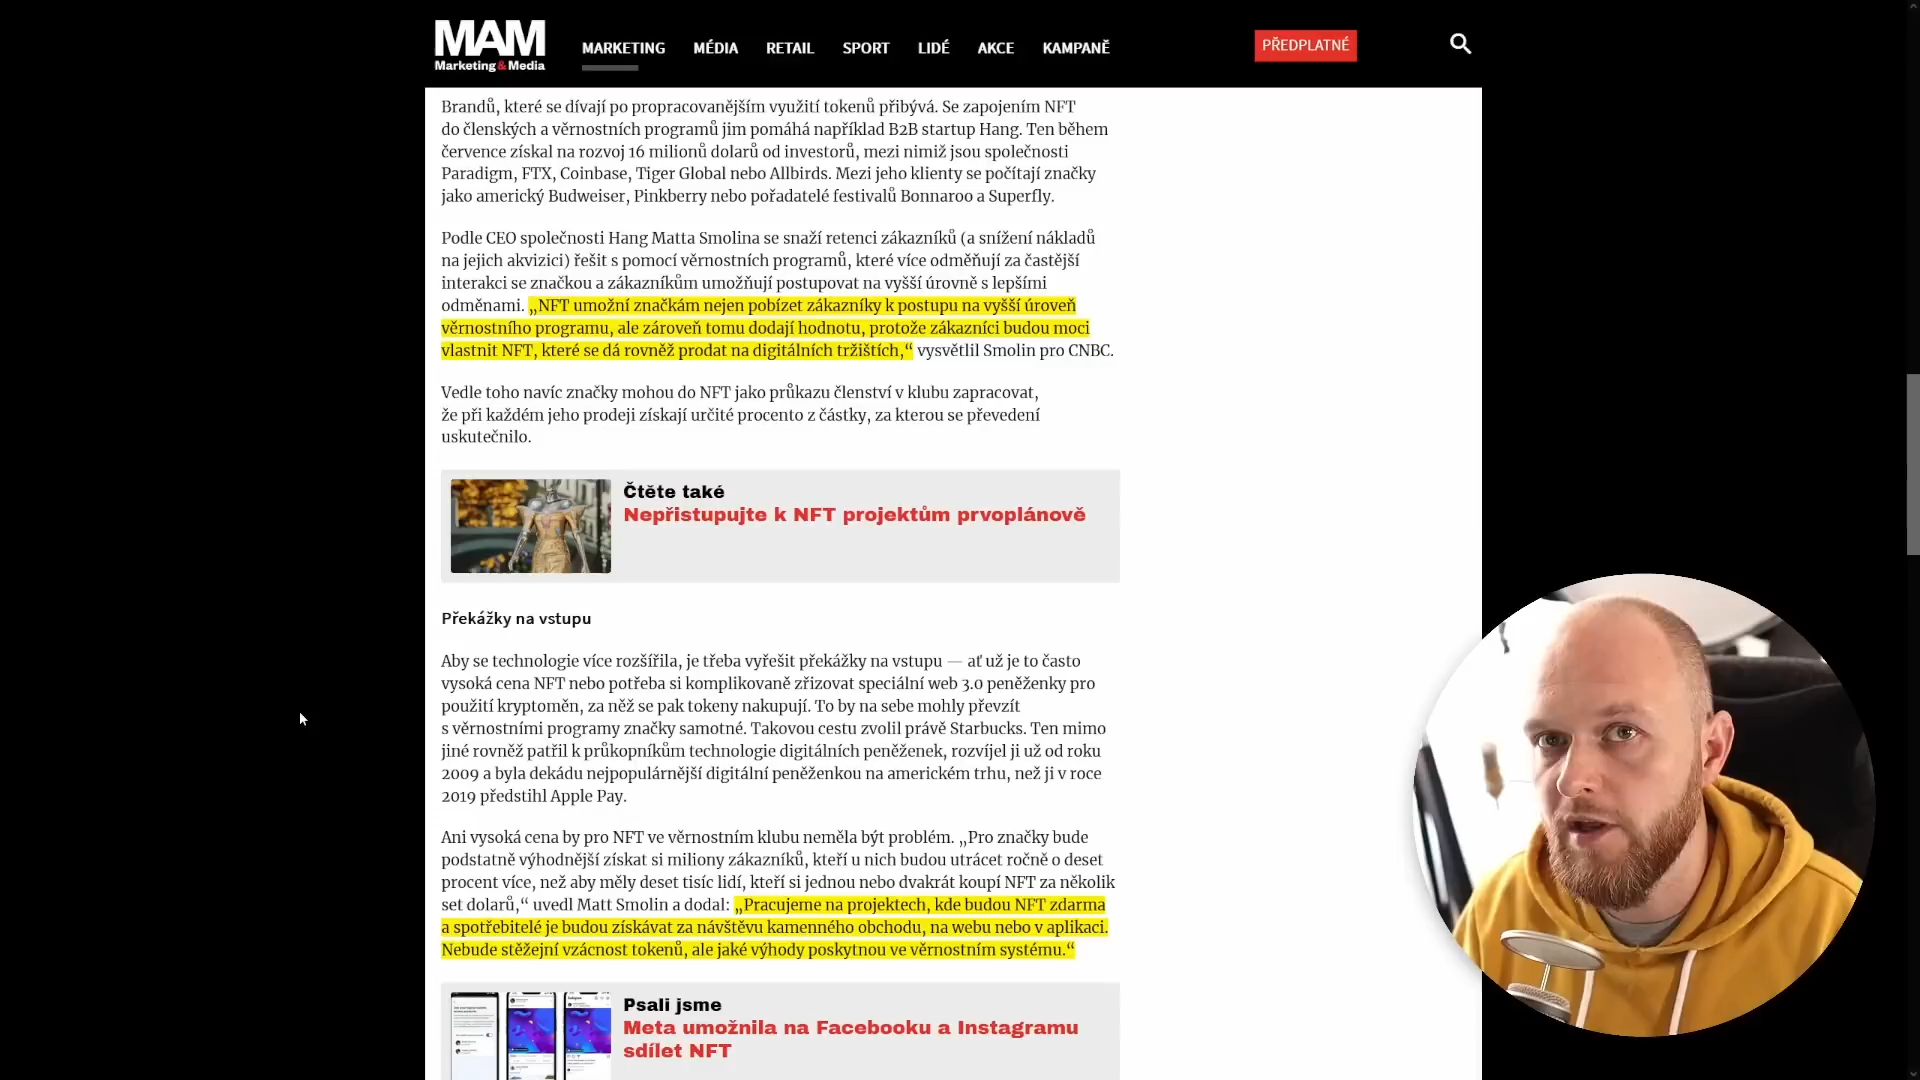 MAM
Marketing&Media
MARKETING
MÉDIA
RETAIL
SPORT
LIDÉ
AKCE
KAMPANĚ
PŘEDPLATNÉ
Brandů, které se dívají po propracovanějším využití tokenů přibývá. Se zapojením NFT
do členských a věrnostních programů jim pomáhá například B2B startup Hang. Ten během
července získal na rozvoj 16 milionů dolarů od investorů, mezi nimiž jsou společnosti
Paradigm, FTX, Coinbase, Tiger Global nebo Allbirds. Mezi jeho klienty se počítají značky
jako americký Budweiser, Pinkberry nebo pořadatelé festivalů Bonnaroo a Superfly.
Podle CEO společnosti Hang Matta Smolina se snaží retenci zákazníků (a snížení nákladů
na jejich akvizici) řešit s pomocí věrnostních programů, které více odměňují za častější
interakci se značkou a zákazníkům umožňují postupovat na vyšší úrovně s lepšími
odměnami. „NFT umožní značkám nejen pobízet zákazníky k postupu na vyšší úroveň
věrnostního programu, ale zároveň tomu dodají hodnotu, protože zákazníci budou moci
vlastnit NFT, které se dá rovněž prodat na digitálních tržištích,“ vysvětlil Smolin pro CNBC.
Vedle toho navíc značky mohou do NFT jako průkazu členství v klubu zapracovat,
že při každém jeho prodeji získají určité procento z částky, za kterou se převedení
uskutečnilo.
Čtěte také
Nepřistupujte k NFT projektům prvoplánově
Překážky na vstupu
Aby se technologie více rozšířila, je třeba vyřešit překážky na vstupu — ať už je to často
vysoká cena NFT nebo potřeba si komplikovaně zřizovat speciální web 3.0 peněženky pro
použití kryptoměn, za něž se pak tokeny nakupují. To by na sebe mohly převzít
s věrnostními programy značky samotné. Takovou cestu zvolil právě Starbucks. Ten mimo
jiné rovněž patřil k průkopníkům technologie digitálních peněženek, rozvíjel ji už od roku
2009 a byla dekádu nejpopulárnější digitální peněženkou na americkém trhu, než ji v roce
2019 předstihl Apple Pay.
Ani vysoká cena by pro NFT ve věrnostním klubu neměla být problém. „Pro značky bude
podstatně výhodnější získat si miliony zákazníků, kteří u nich budou utrácet ročně o deset
procent více, než aby měly deset tisíc lidí, kteří si jednou nebo dvakrát koupí NFT za několik
set dolarů,“ uvedl Matt Smolin a dodal: „Pracujeme na projektech, kde budou NFT zdarma
a spotřebitelé je budou získávat za návštěvu kamenného obchodu, na webu nebo v aplikaci.
Nebude stěžejní vzácnost tokenů, ale jaké výhody poskytnou ve věrnostním systému.“
Psali jsme
Meta umožnila na Facebooku a Instagramu
sdílet NFT